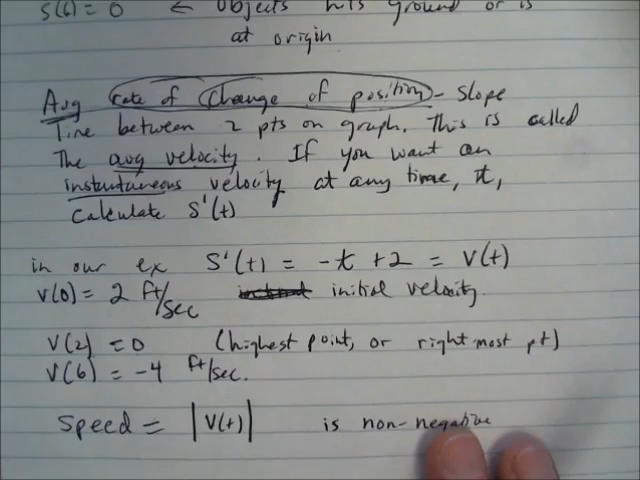 s(6) = 0 ← objects hits ground or is
at origin
Avg rate of change of position - slope
line between 2 pts on graph. This is called
The avg velocity. If you want an
instantaneous velocity at any time, t,
calculate S'(t)
in our ex S'(t) = -t + 2 = V(t)
V(0) = 2 ft/sec initial velocity.
V(2) = 0 (highest point, or right most pt)
V(6) = -4 ft/sec.
Speed = |V(t)| is non-negative